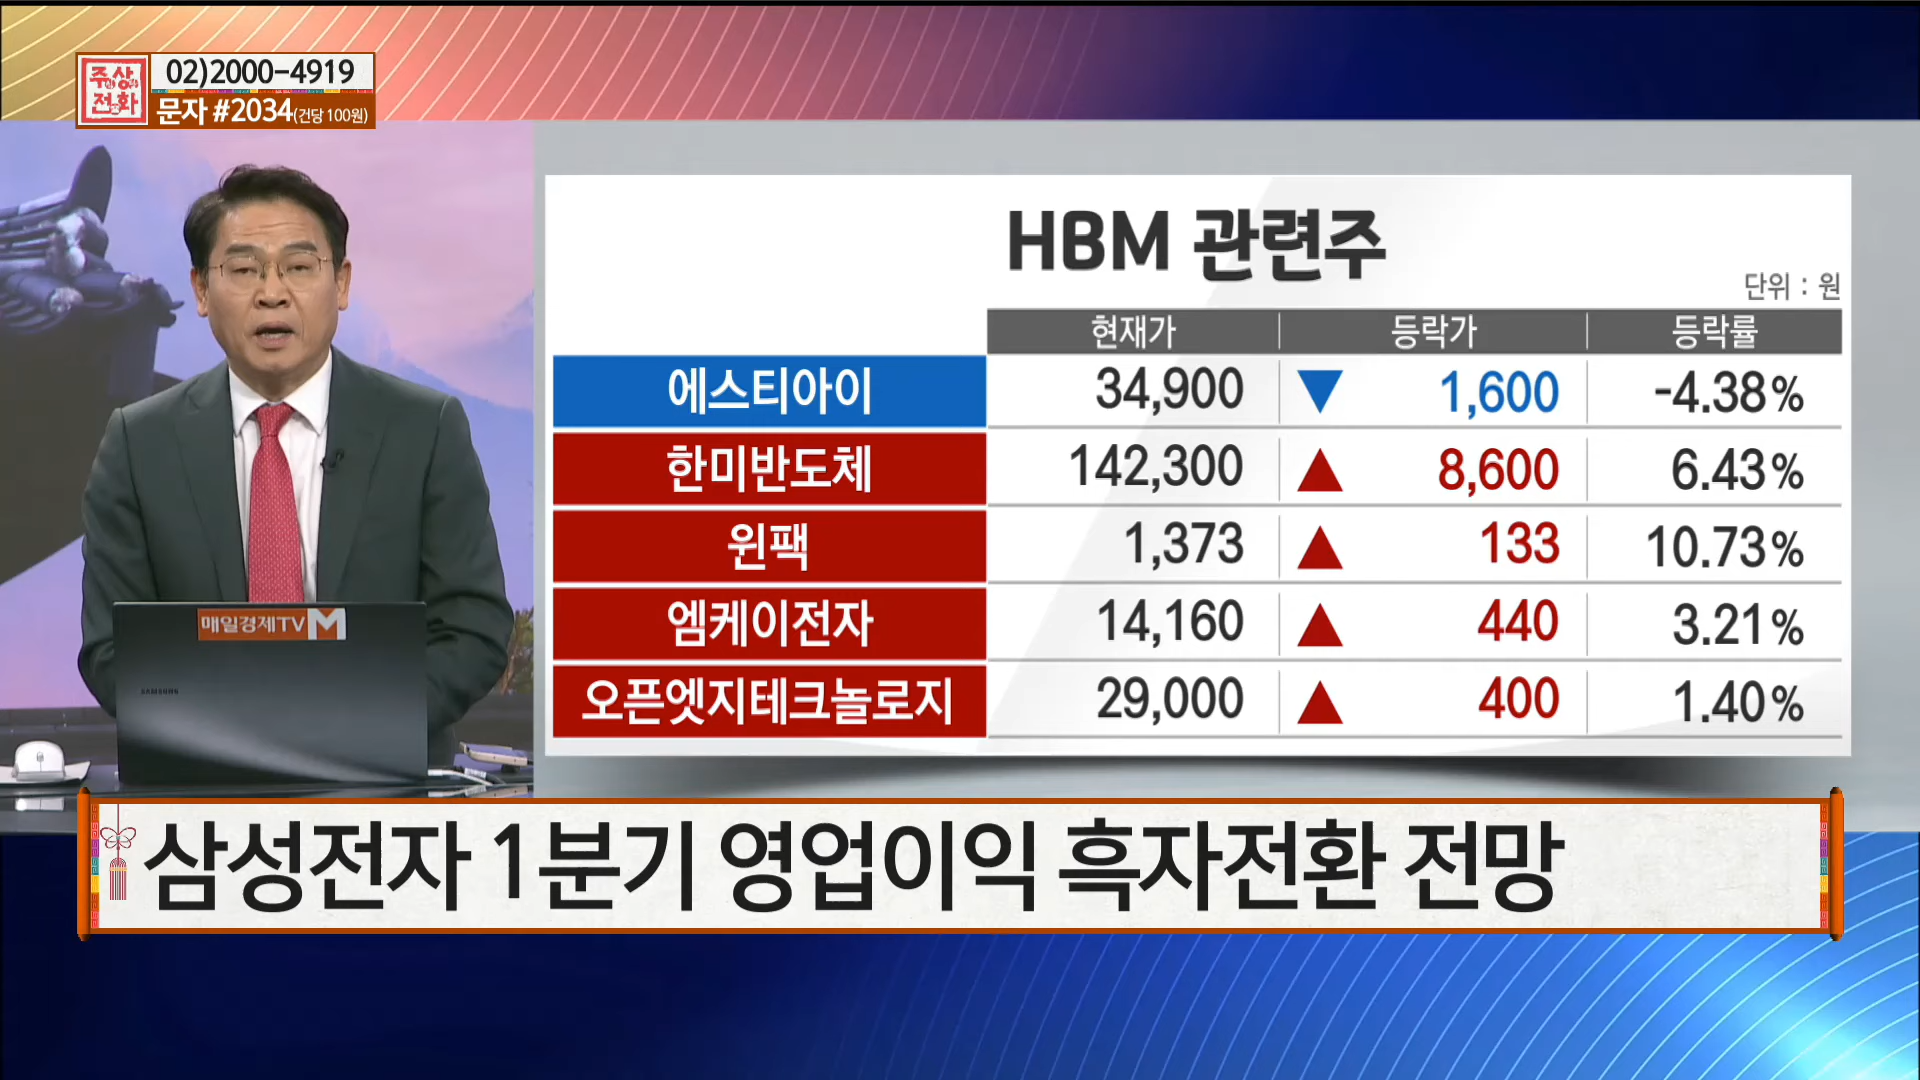 주상전화
02)2000-4919
문자 #2034(건당 100원)
HBM 관련주
단위 : 원
현재가 등락가 등락률
에스티아이 34,900 ▼ 1,600 -4.38%
한미반도체 142,300 ▲ 8,600 6.43%
윈팩 1,373 ▲ 133 10.73%
엠케이전자 14,160 ▲ 440 3.21%
오픈엣지테크놀로지 29,000 ▲ 400 1.40%
매일경제TV M
SAMSUNG
삼성전자 1분기 영업이익 흑자전환 전망